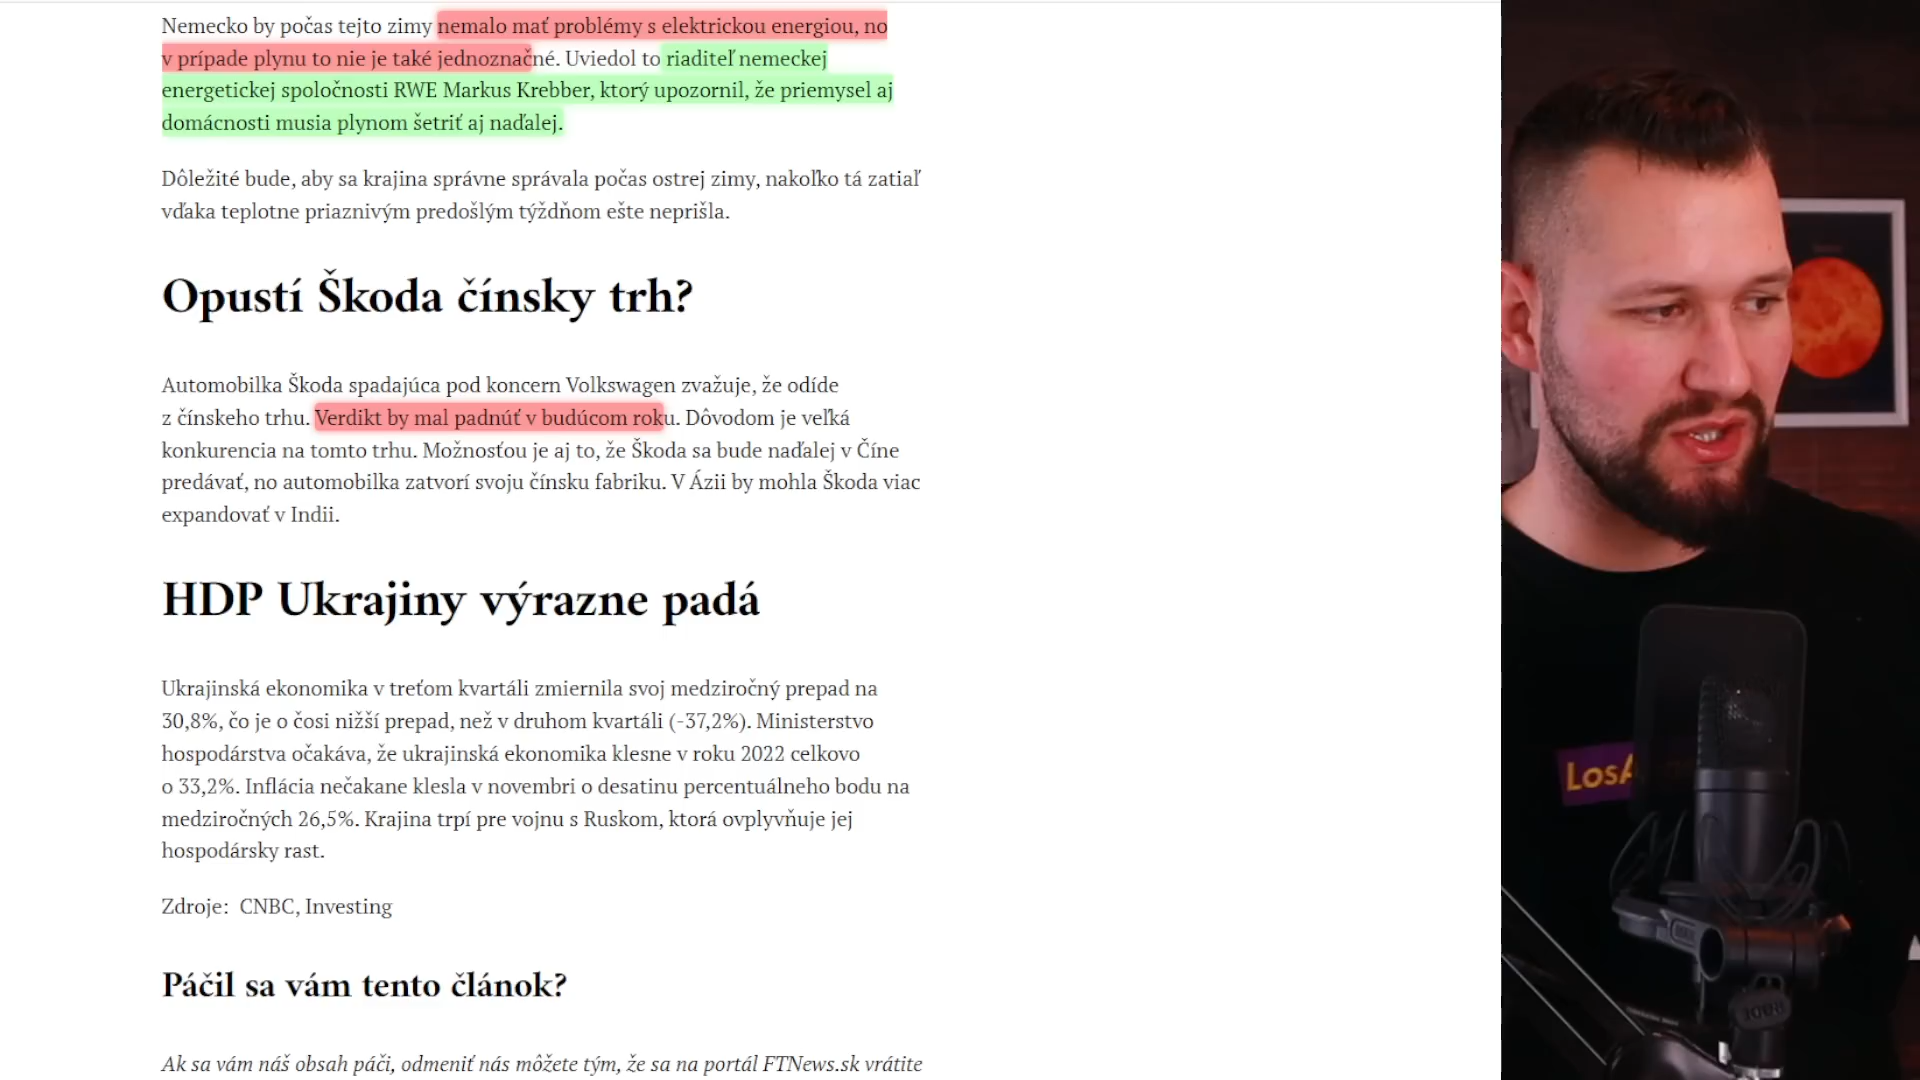 Nemecko by počas tejto zimy nemalo mať problémy s elektrickou energiou, no
v prípade plynu to nie je také jednoznačné. Uviedol to riaditeľ nemeckej
energetickej spoločnosti RWE Markus Krebber, ktorý upozornil, že priemysel aj
domácnosti musia plynom šetriť aj naďalej.
Dôležité bude, aby sa krajina správne správala počas ostrej zimy, nakoľko tá zatiaľ
vďaka teplotne priaznivým predošlým týždňom ešte neprišla.
Opustí Škoda čínsky trh?
Automobilka Škoda spadajúca pod koncern Volkswagen zvažuje, že odíde
z čínskeho trhu. Verdikt by mal padnúť v budúcom roku. Dôvodom je veľká
konkurencia na tomto trhu. Možnosťou je aj to, že Škoda sa bude naďalej v Číne
predávať, no automobilka zatvorí svoju čínsku fabriku. V Ázii by mohla Škoda viac
expandovať v Indii.
HDP Ukrajiny výrazne padá
Ukrajinská ekonomika v treťom kvartáli zmiernila svoj medziročný prepad na
30,8%, čo je o čosi nižší prepad, než v druhom kvartáli (-37,2%). Ministerstvo
hospodárstva očakáva, že ukrajinská ekonomika klesne v roku 2022 celkovo
o 33,2%. Inflácia nečakane klesla v novembri o desatinu percentuálneho bodu na
medziročných 26,5%. Krajina trpí pre vojnu s Ruskom, ktorá ovplyvňuje jej
hospodársky rast.
Zdroje: CNBC, Investing
Páčil sa vám tento článok?
Ak sa vám náš obsah páči, odmeniť nás môžete tým, že sa na portál FTNews.sk vrátite
RODE